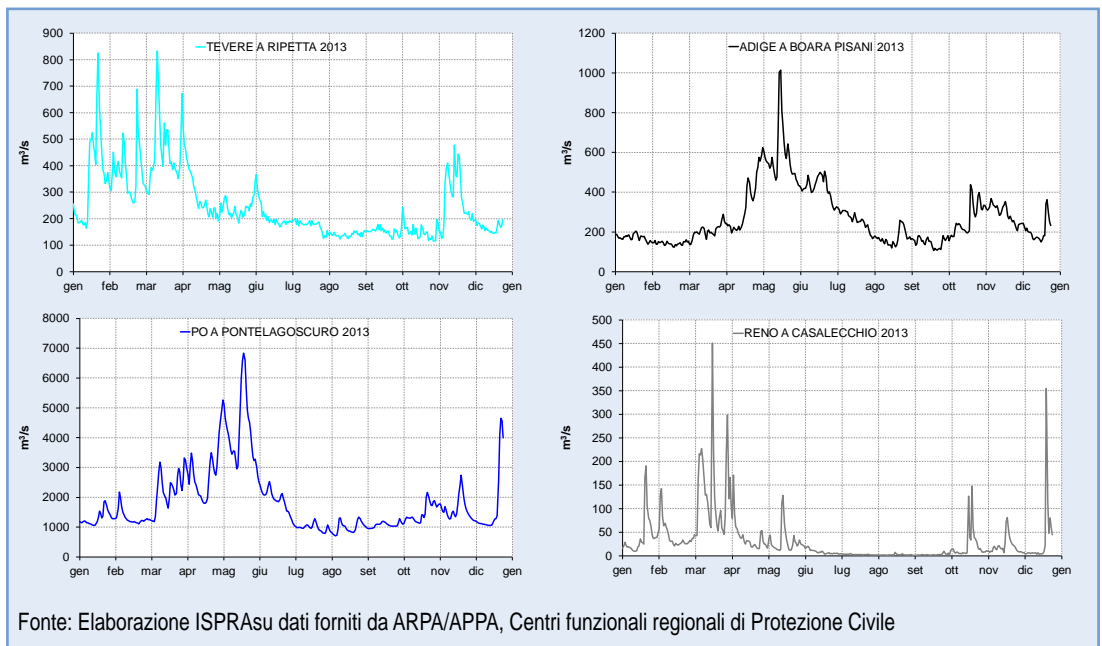 TEVERE A RIPETTA 2013
900
800
700
600
500
400
300
200
100
0
m³/s
gen feb mar apr mag giu lug ago set ott nov dic gen
ADIGE A BOARA PISANI 2013
1200
1000
800
600
400
200
0
m³/s
gen feb mar apr mag giu lug ago set ott nov dic gen
PO A PONTELAGOSCURO 2013
8000
7000
6000
5000
4000
3000
2000
1000
0
m³/s
gen feb mar apr mag giu lug ago set ott nov dic gen
RENO A CASALECCHIO 2013
500
450
400
350
300
250
200
150
100
50
0
m³/s
gen feb mar apr mag giu lug ago set ott nov dic gen
Fonte: Elaborazione ISPRAsu dati forniti da ARPA/APPA, Centri funzionali regionali di Protezione Civile